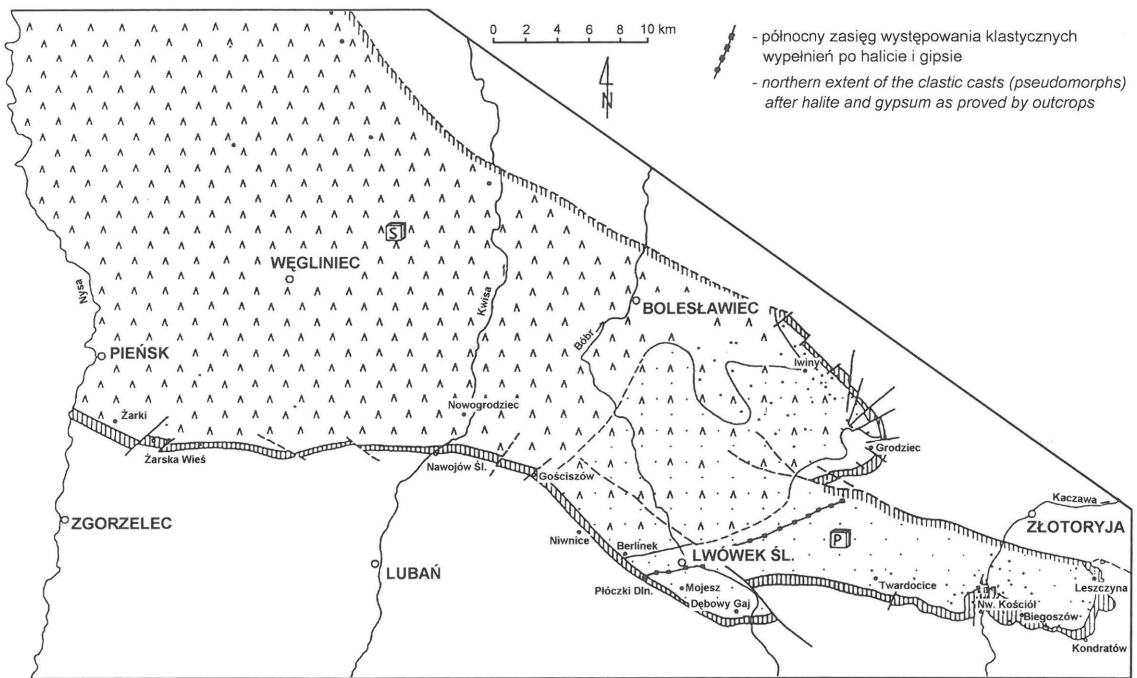 0 2 4 6 8 10 km
- północny zasięg występowania klastycznych
wypełnień po halicie i gipsie
- northern extent of the clastic casts (pseudomorphs)
after halite and gypsum as proved by outcrops
N
S
WĘGLINIEC
Nysa
Kwisa
BOLESŁAWIEC
Bóbr
PIEŃSK
Iwiny
Żarki
Nowogrodziec
Żarska Wieś
Nawojów Śl.
Gościszów
Grodziec
Kaczawa
ZGORZELEC
ZŁOTORYJA
Niwnice
P
Berlinek
LWÓWEK ŚL.
LUBAŃ
Płóczki Dln.
Mojesz
Twardocice
Leszczyna
Dębowy Gaj
Nw. Kościół
Biegoszów
Kondratów